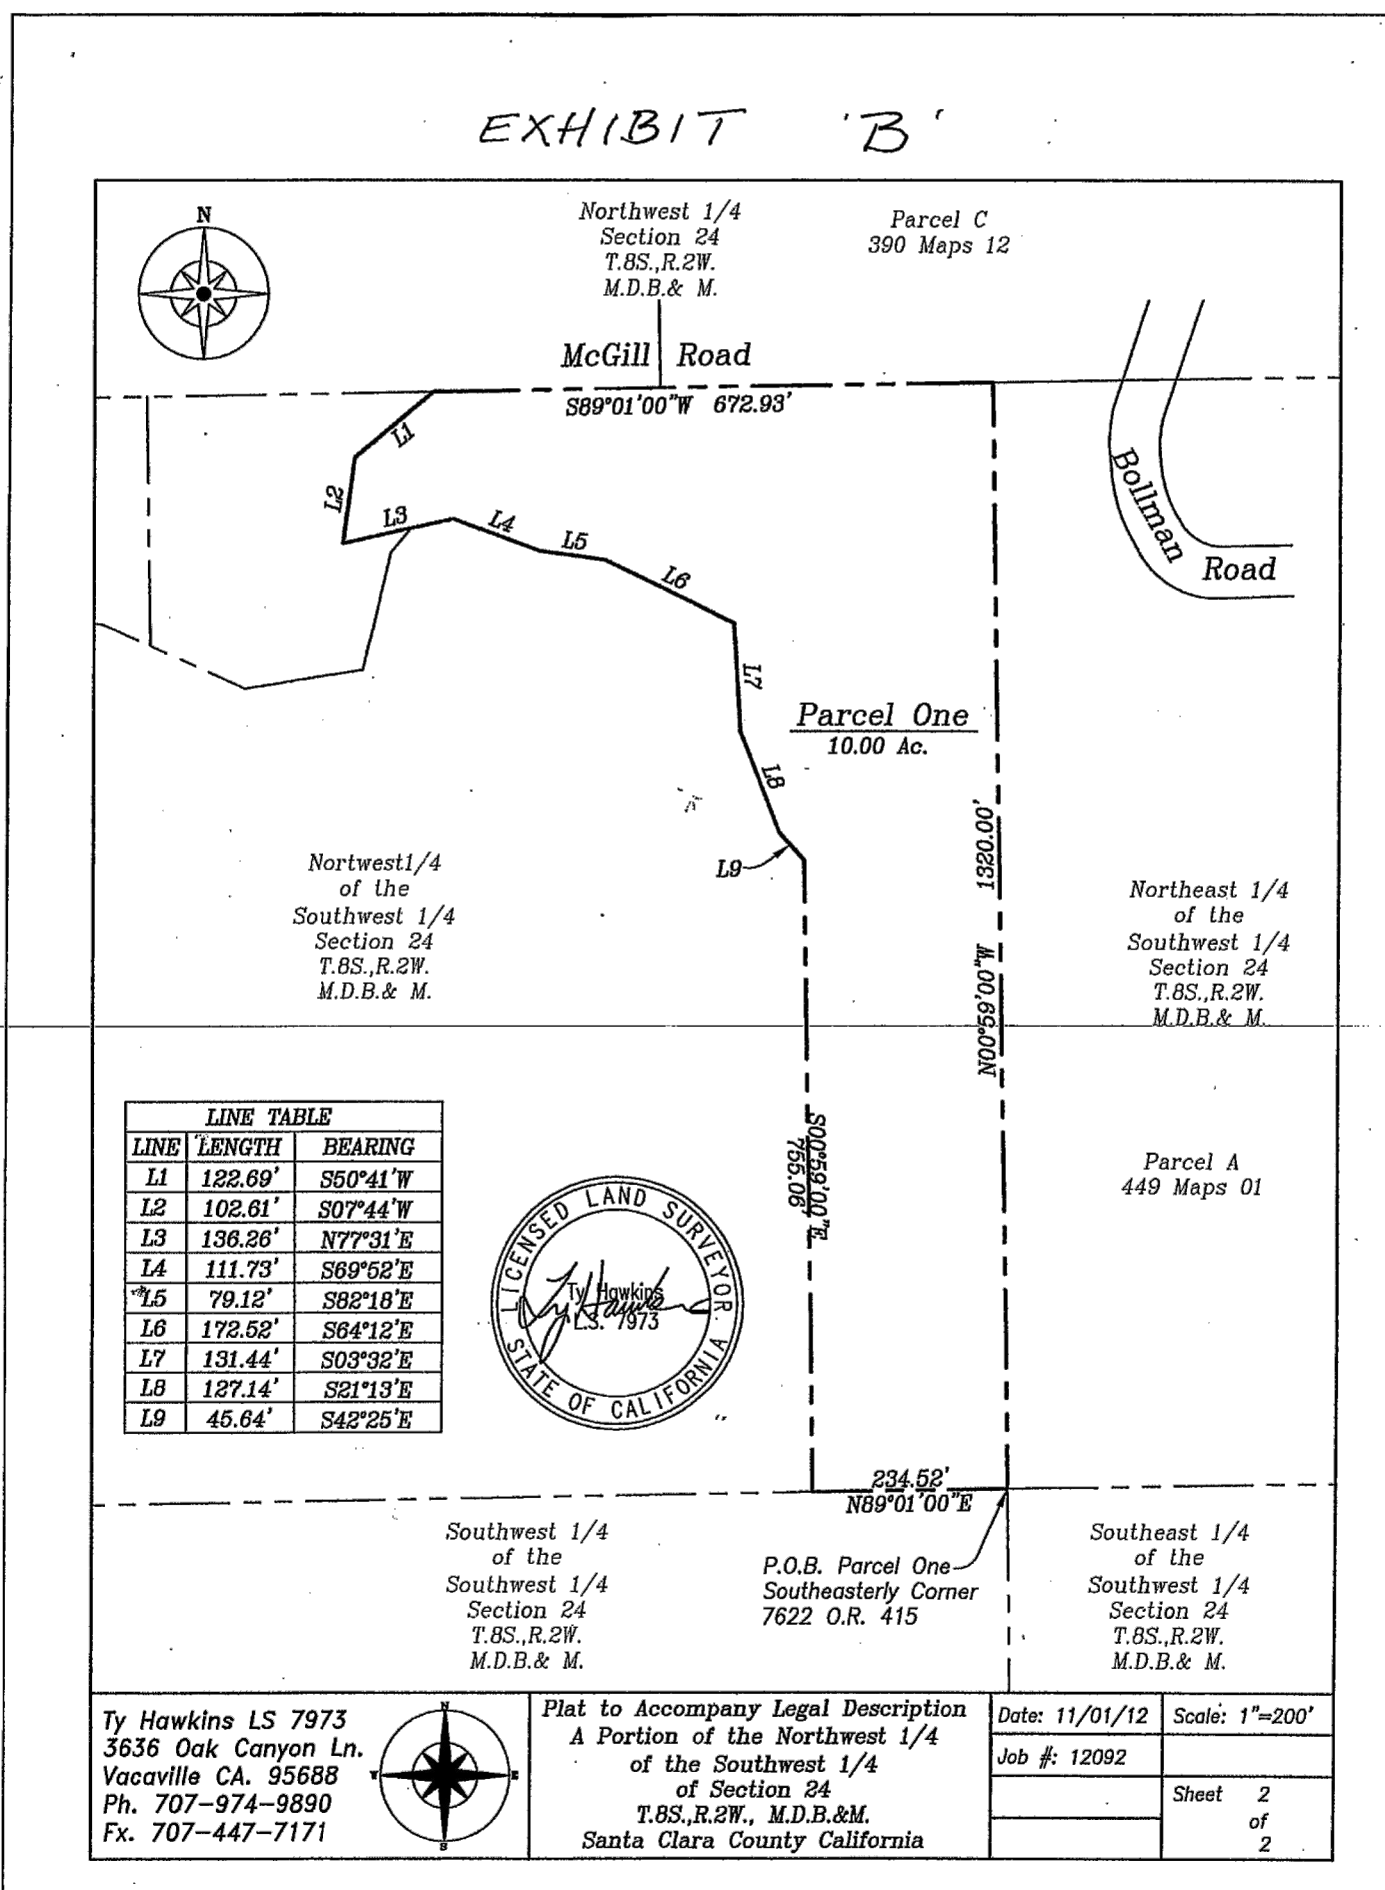 EXHIBIT 'B'
N
Northwest 1/4
Section 24
T.8S.,R.2W.
M.D.B.& M.
Parcel C
390 Maps 12
McGill Road
S89°01'00"W 672.93'
L1
L2
L3
L4
L5
L6
L7
L8
L9
Bollman
Road
Parcel One
10.00 Ac.
N00°59'00"W 1320.00'
Nortwest1/4
of the
Southwest 1/4
Section 24
T.8S.,R.2W.
M.D.B.& M.
Northeast 1/4
of the
Southwest 1/4
Section 24
T.8S.,R.2W.
M.D.B.& M.
S00°59'00"E
755.06'
Parcel A
449 Maps 01
LINE TABLE
LINE LENGTH BEARING
L1 122.69' S50°41'W
L2 102.61' S07°44'W
L3 136.26' N77°31'E
L4 111.73' S69°52'E
L5 79.12' S82°18'E
L6 172.52' S64°12'E
L7 131.44' S03°32'E
L8 127.14' S21°13'E
L9 45.64' S42°25'E
LICENSED LAND SURVEYOR
Ty Hawkins
L.S. 7973
STATE OF CALIFORNIA
234.52'
N89°01'00"E
Southwest 1/4
of the
Southwest 1/4
Section 24
T.8S.,R.2W.
M.D.B.& M.
P.O.B. Parcel One
Southeasterly Corner
7622 O.R. 415
Southeast 1/4
of the
Southwest 1/4
Section 24
T.8S.,R.2W.
M.D.B.& M.
Ty Hawkins LS 7973
3636 Oak Canyon Ln.
Vacaville CA. 95688
Ph. 707-974-9890
Fx. 707-447-7171
N
E
S
Plat to Accompany Legal Description
A Portion of the Northwest 1/4
of the Southwest 1/4
of Section 24
T.8S.,R.2W., M.D.B.&M.
Santa Clara County California
Date: 11/01/12
Scale: 1"=200'
Job #: 12092
Sheet 2
of
2